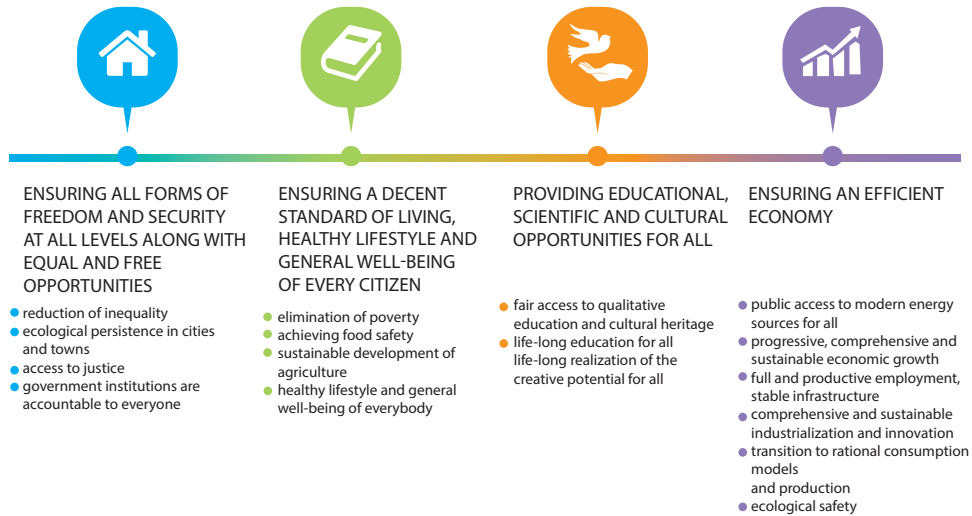 ENSURING ALL FORMS OF
FREEDOM AND SECURITY
AT ALL LEVELS ALONG WITH
EQUAL AND FREE
OPPORTUNITIES
reduction of inequality
ecological persistence in cities
and towns
access to justice
government institutions are
accountable to everyone
ENSURING A DECENT
STANDARD OF LIVING,
HEALTHY LIFESTYLE AND
GENERAL WELL-BEING
OF EVERY CITIZEN
elimination of poverty
achieving food safety
sustainable development of
agriculture
healthy lifestyle and general
well-being of everybody
PROVIDING EDUCATIONAL,
SCIENTIFIC AND CULTURAL
OPPORTUNITIES FOR ALL
fair access to qualitative
education and cultural heritage
life-long education for all
life-long realization of the
creative potential for all
ENSURING AN EFFICIENT
ECONOMY
public access to modern energy
sources for all
progressive, comprehensive and
sustainable economic growth
full and productive employment,
stable infrastructure
comprehensive and sustainable
industrialization and innovation
transition to rational consumption
models
and production
ecological safety